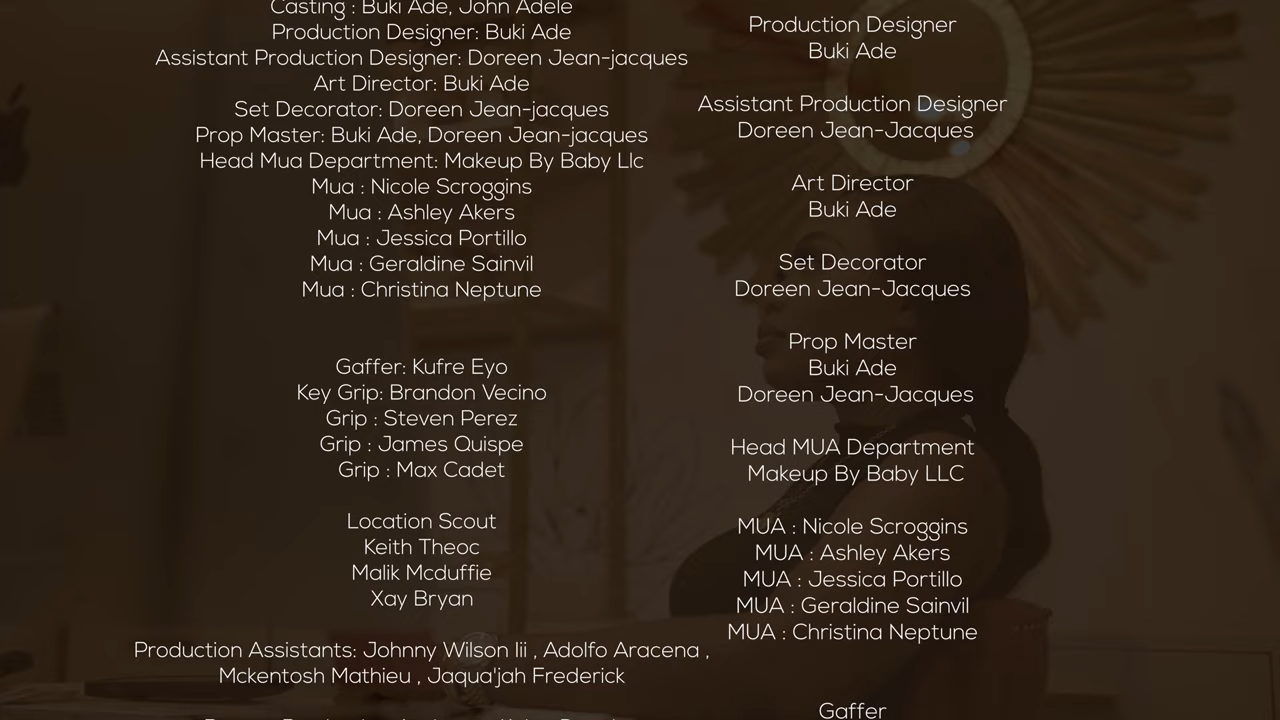 Casting : Buki Ade, John Adele
Production Designer: Buki Ade
Assistant Production Designer: Doreen Jean-jacques
Art Director: Buki Ade
Set Decorator: Doreen Jean-jacques
Prop Master: Buki Ade, Doreen Jean-jacques
Head Mua Department: Makeup By Baby Llc
Mua : Nicole Scroggins
Mua : Ashley Akers
Mua : Jessica Portillo
Mua : Geraldine Sainvil
Mua : Christina Neptune
Gaffer: Kufre Eyo
Key Grip: Brandon Vecino
Grip : Steven Perez
Grip : James Quispe
Grip : Max Cadet
Location Scout
Keith Theoc
Malik Mcduffie
Xay Bryan
Production Assistants: Johnny Wilson Iii , Adolfo Aracena ,
Mckentosh Mathieu , Jaqua'jah Frederick
Production Designer
Buki Ade
Assistant Production Designer
Doreen Jean-Jacques
Art Director
Buki Ade
Set Decorator
Doreen Jean-Jacques
Prop Master
Buki Ade
Doreen Jean-Jacques
Head MUA Department
Makeup By Baby LLC
MUA : Nicole Scroggins
MUA : Ashley Akers
MUA : Jessica Portillo
MUA : Geraldine Sainvil
MUA : Christina Neptune
Gaffer